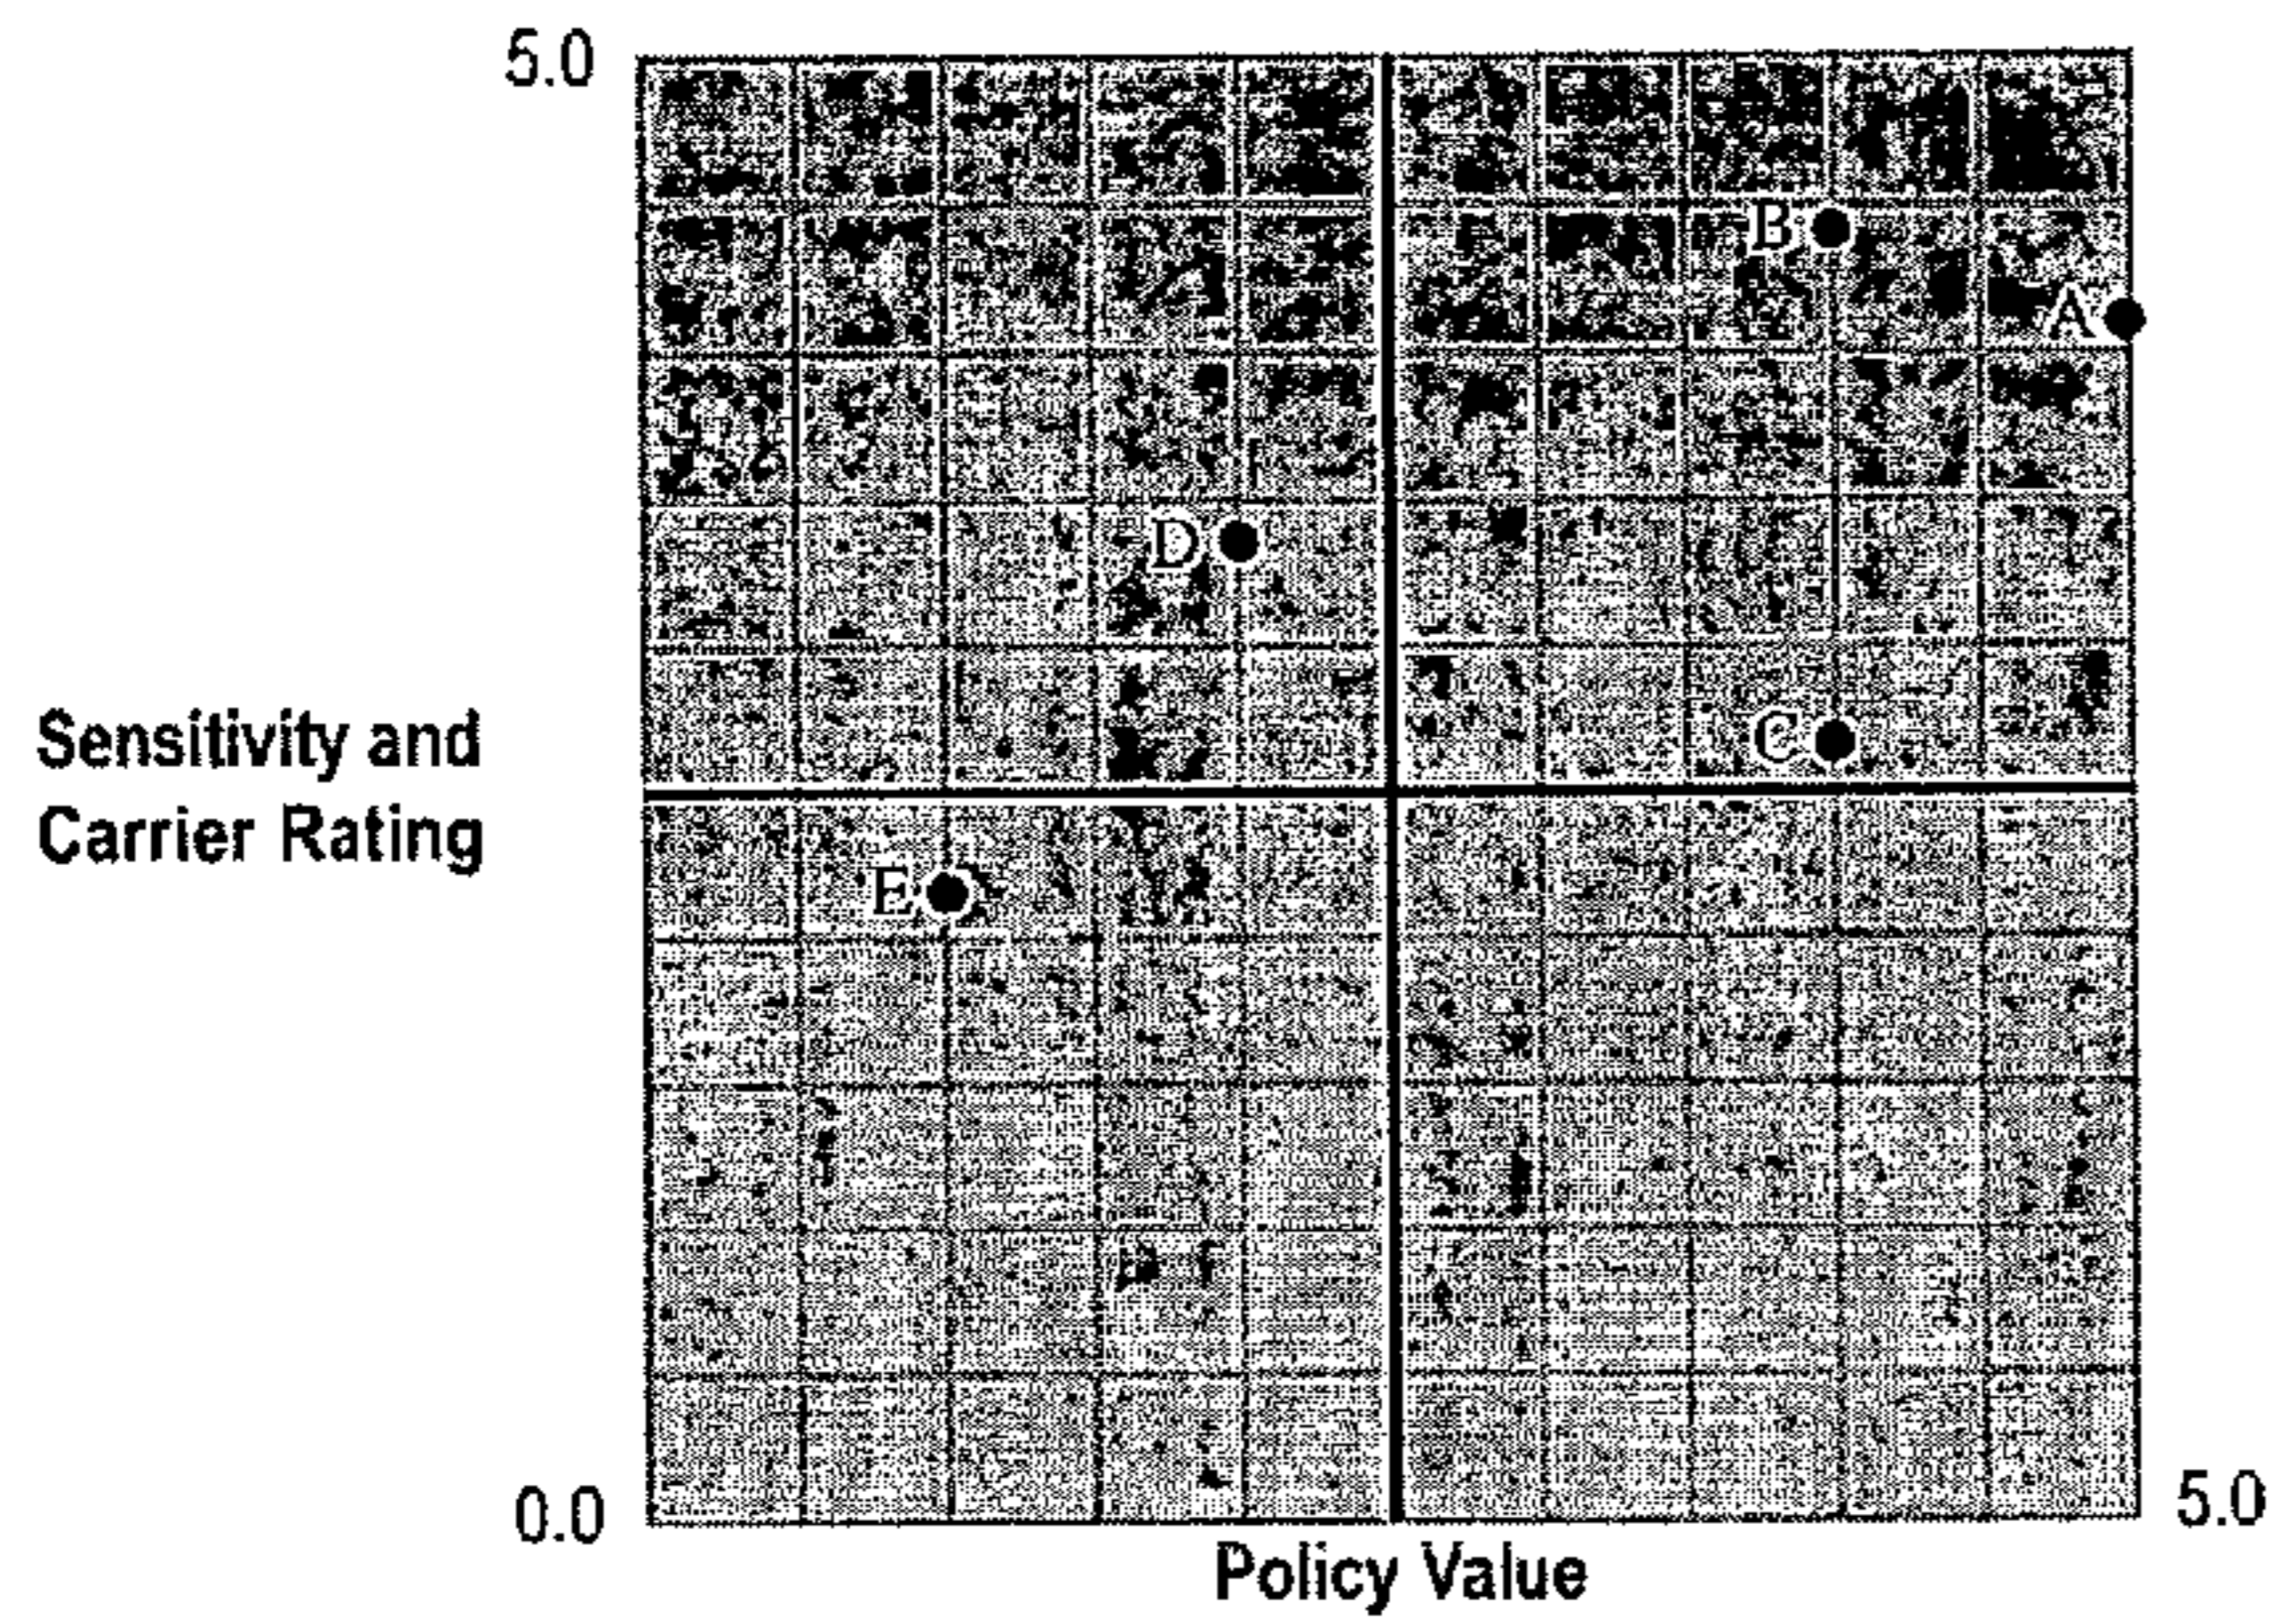 5.0
B
A
D
Sensitivity and
Carrier Rating
C
E
0.0
5.0
Policy Value